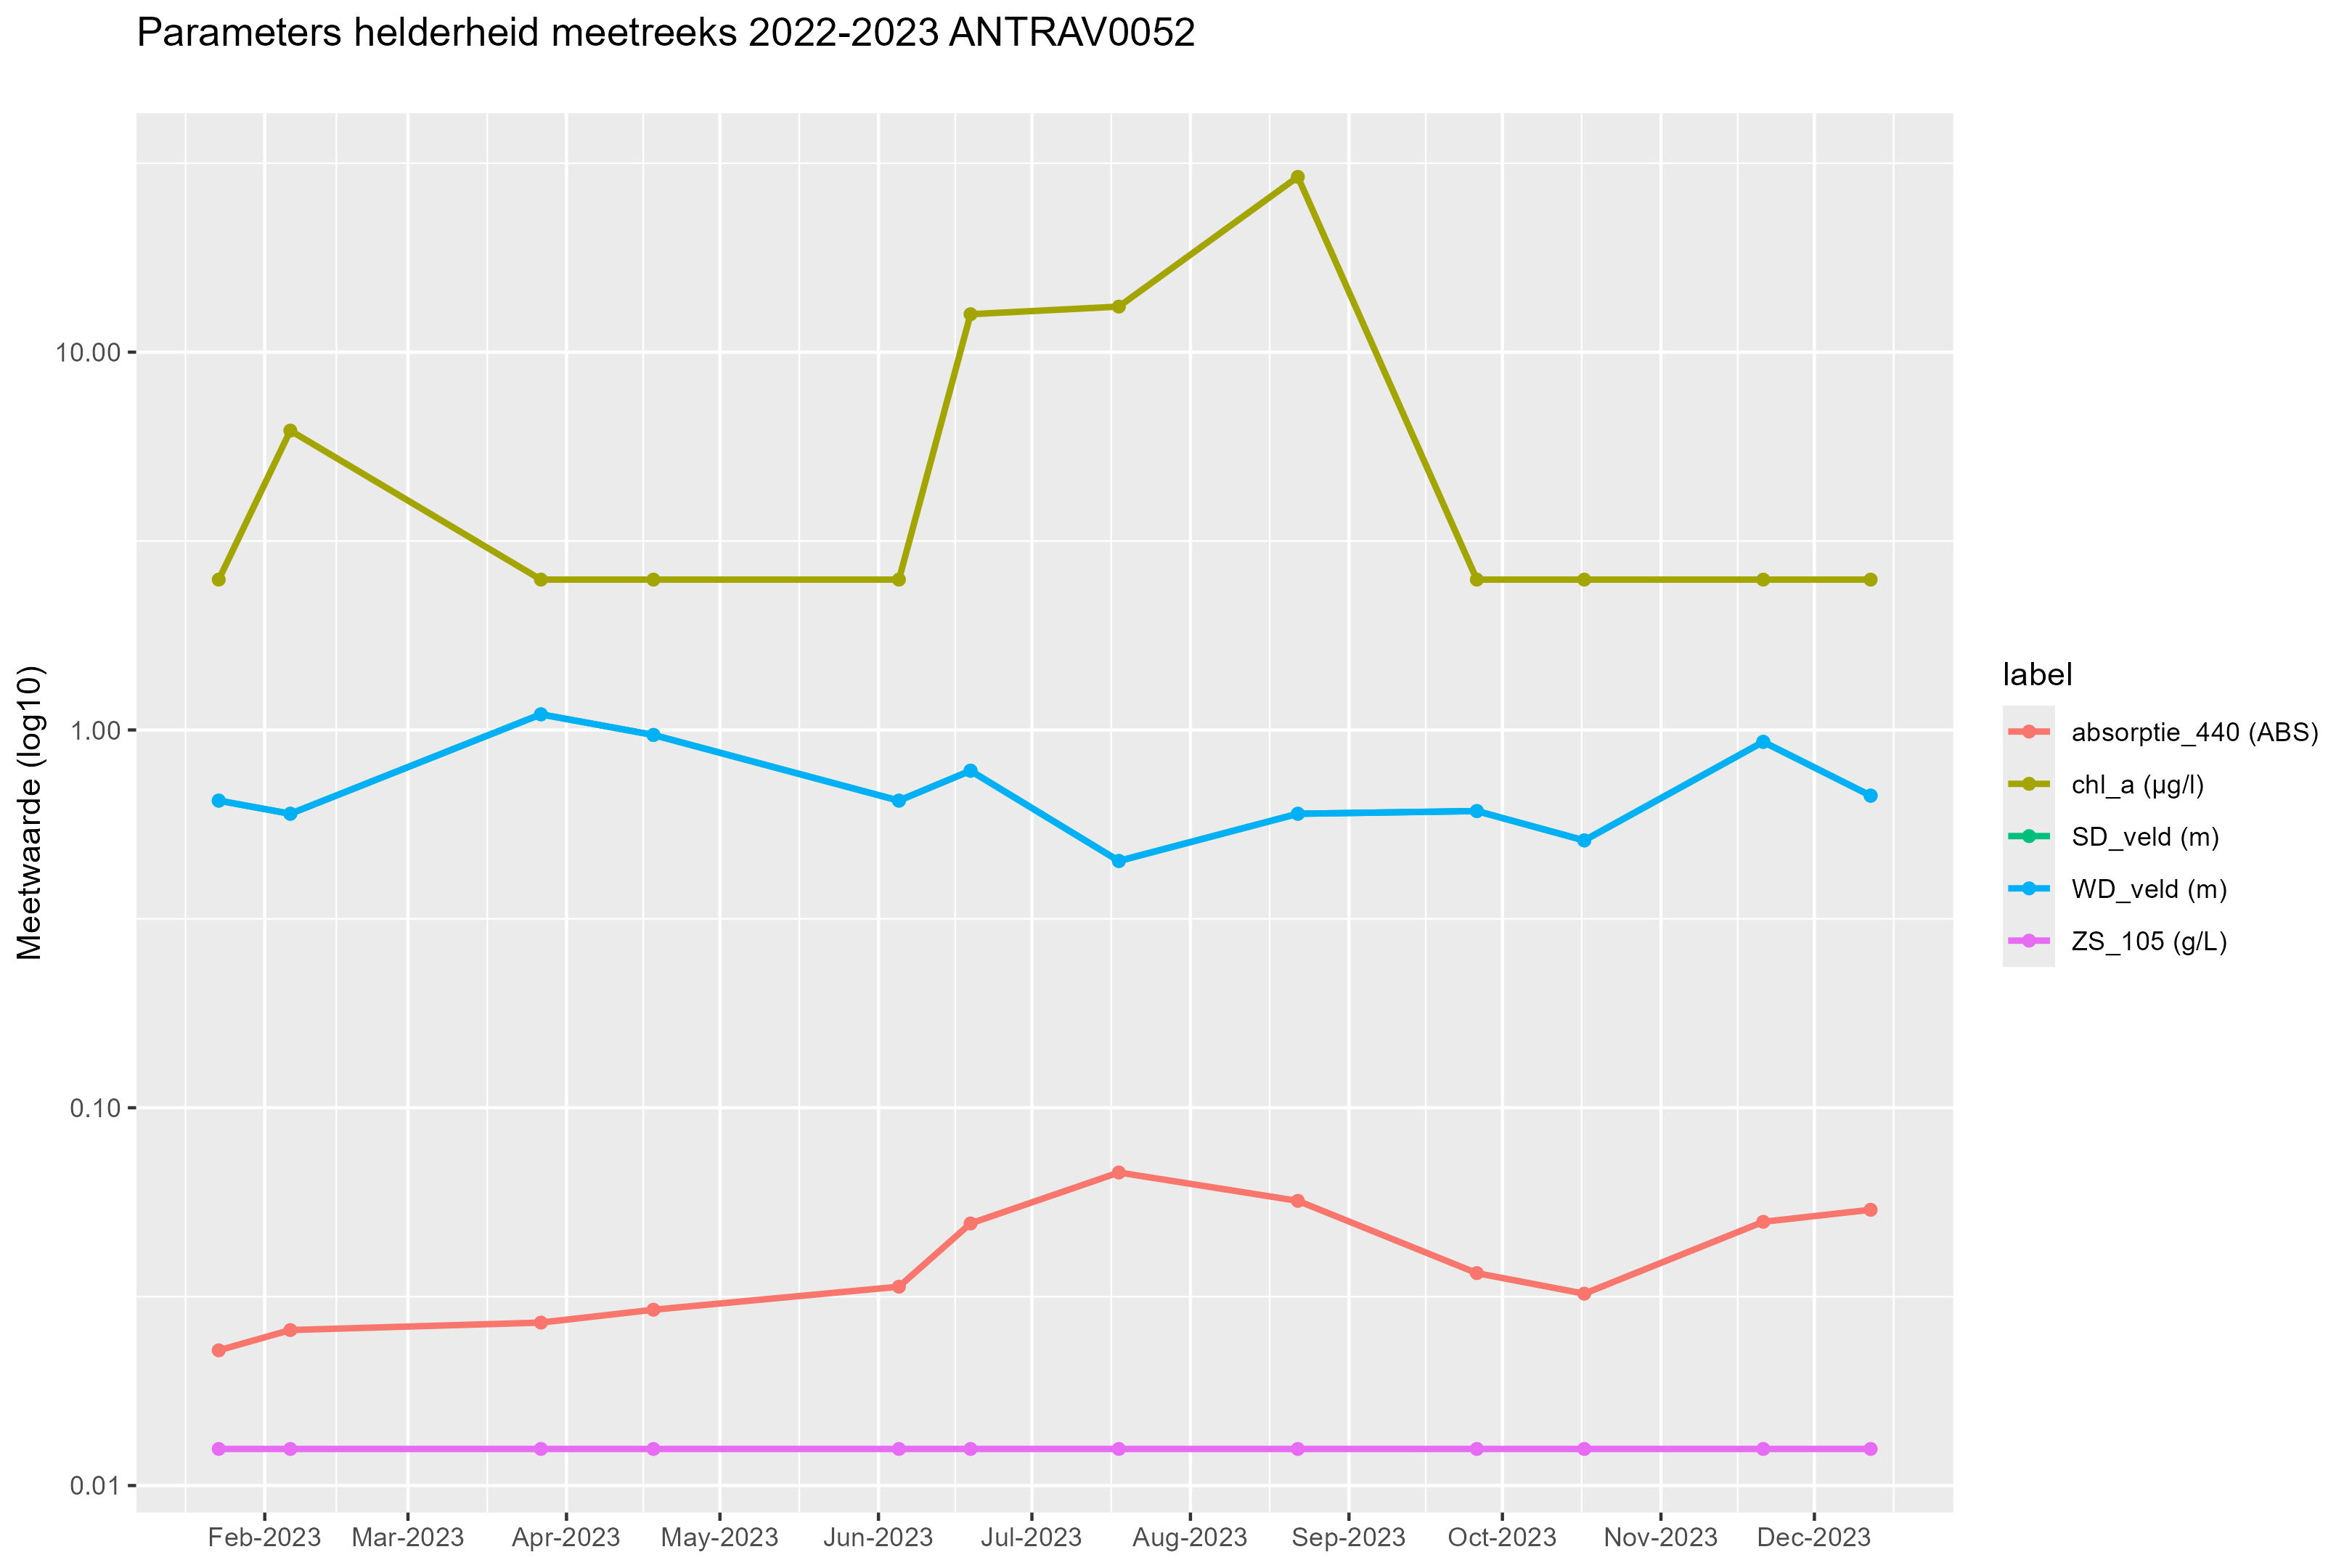 Parameters helderheid meetreeks 2022-2023 ANTRAV0052
Meetwaarde (log10)
10.00
1.00
0.10
0.01
Feb-2023 Mar-2023 Apr-2023 May-2023 Jun-2023 Jul-2023 Aug-2023 Sep-2023 Oct-2023 Nov-2023 Dec-2023
label
absorptie_440 (ABS)
chl_a (µg/l)
SD_veld (m)
WD_veld (m)
ZS_105 (g/L)